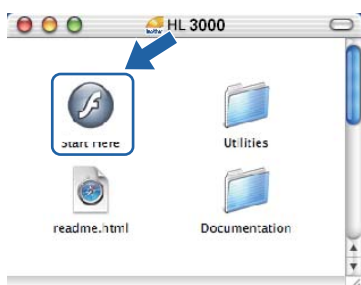 HL 3000
Start Here
Utilities
readme.html
Documentation